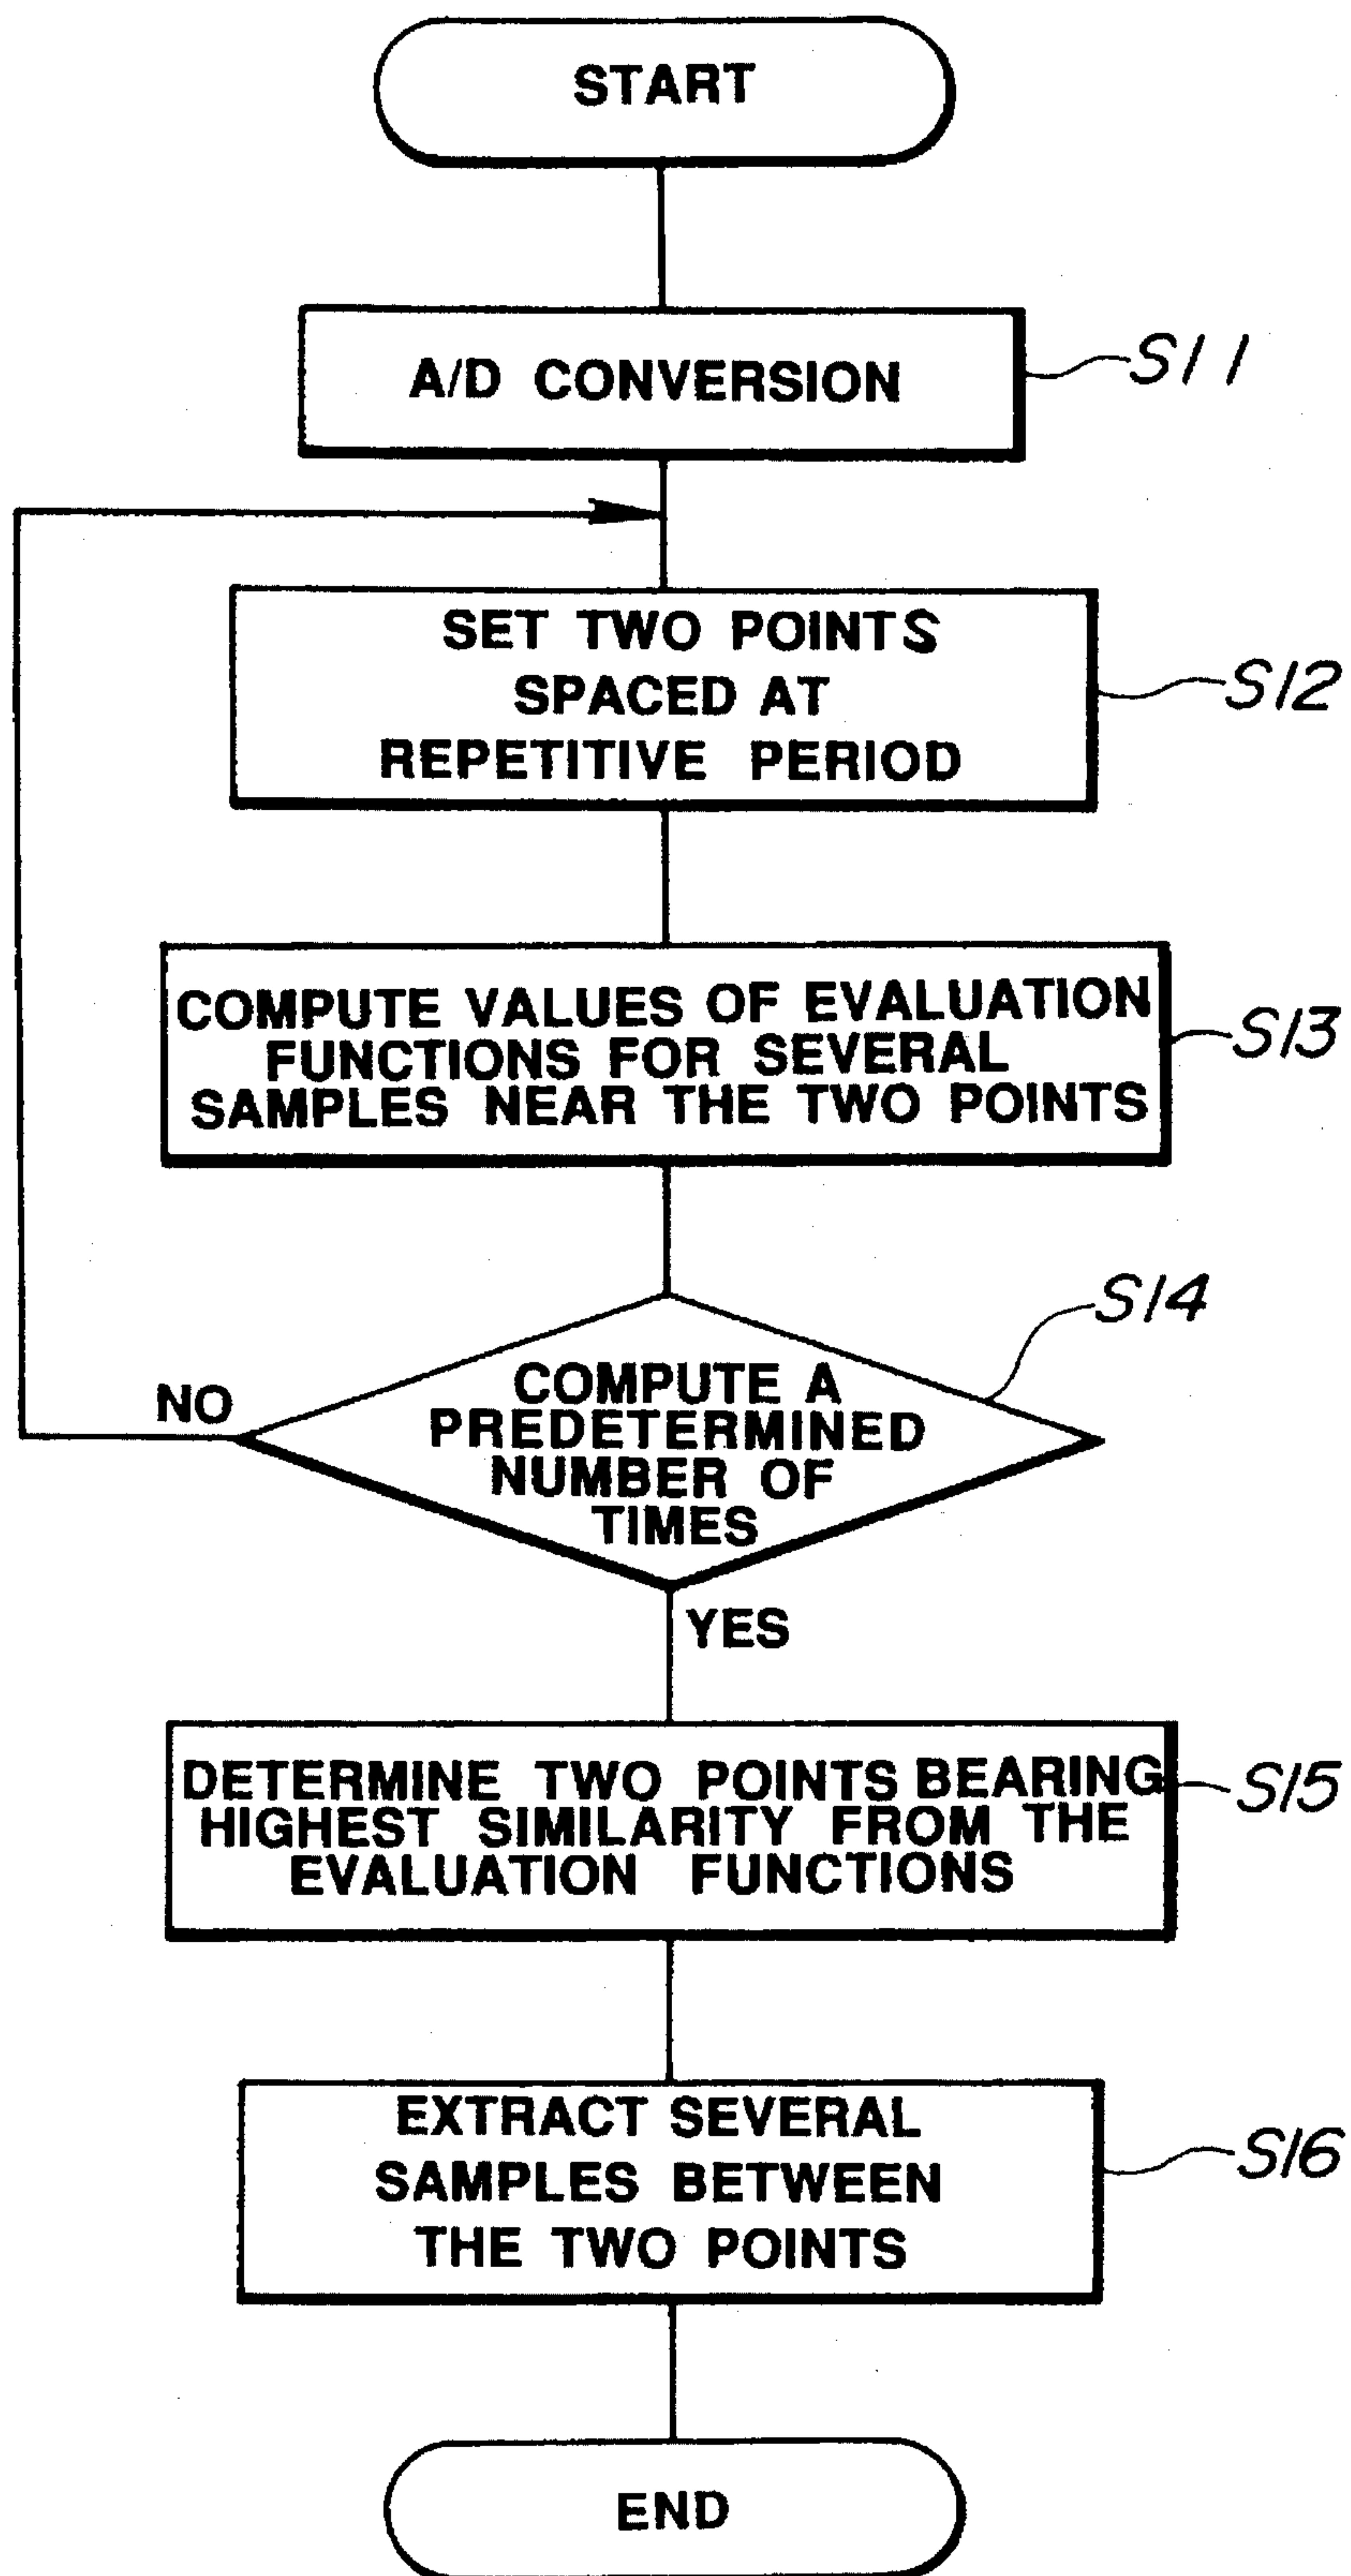 START
A/D CONVERSION
S11
SET TWO POINTS
SPACED AT
REPETITIVE PERIOD
S12
COMPUTE VALUES OF EVALUATION
FUNCTIONS FOR SEVERAL
SAMPLES NEAR THE TWO POINTS
S13
S14
COMPUTE A
PREDETERMINED
NUMBER OF
TIMES
NO
YES
DETERMINE TWO POINTS BEARING
HIGHEST SIMILARITY FROM THE
EVALUATION FUNCTIONS
S15
EXTRACT SEVERAL
SAMPLES BETWEEN
THE TWO POINTS
S16
END